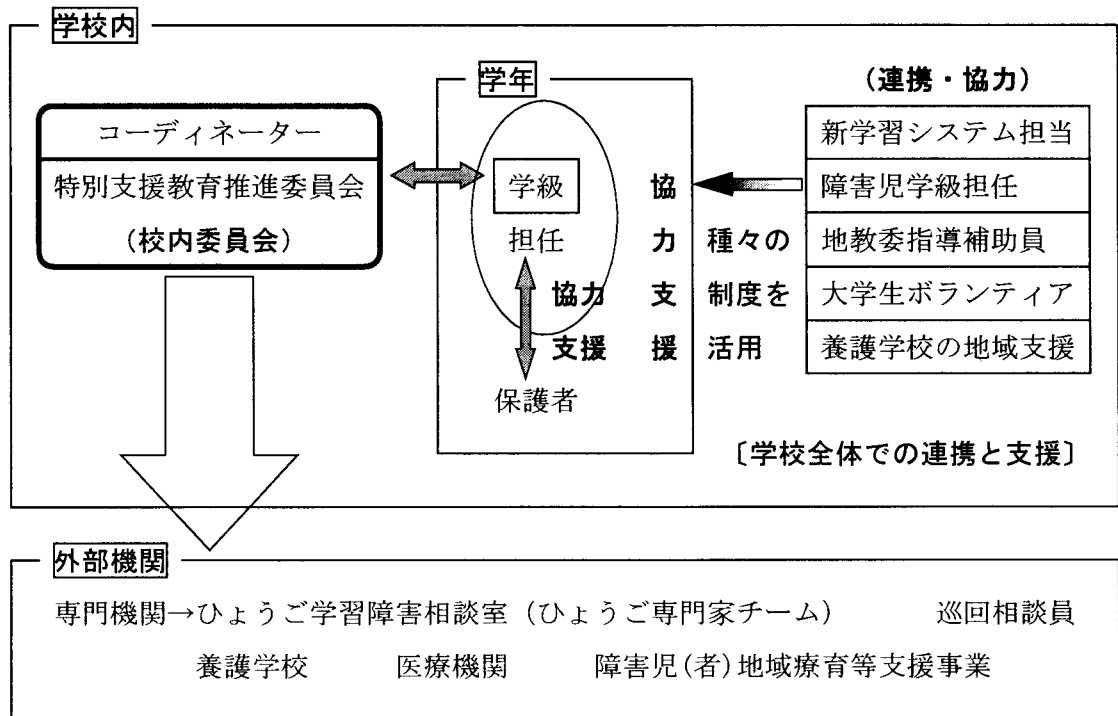 学校内
学年
(連携・協力)
コーディネーター
特別支援教育推進委員会
(校内委員会)
学級
担任
協力
支援
保護者
協力支援
種々の
制度を
活用
新学習システム担当
障害児学級担任
地教委指導補助員
大学生ボランティア
養護学校の地域支援
〔学校全体での連携と支援〕
外部機関
専門機関→ひょうご学習障害相談室(ひょうご専門家チーム) 巡回相談員
養護学校 医療機関 障害児(者)地域療育等支援事業